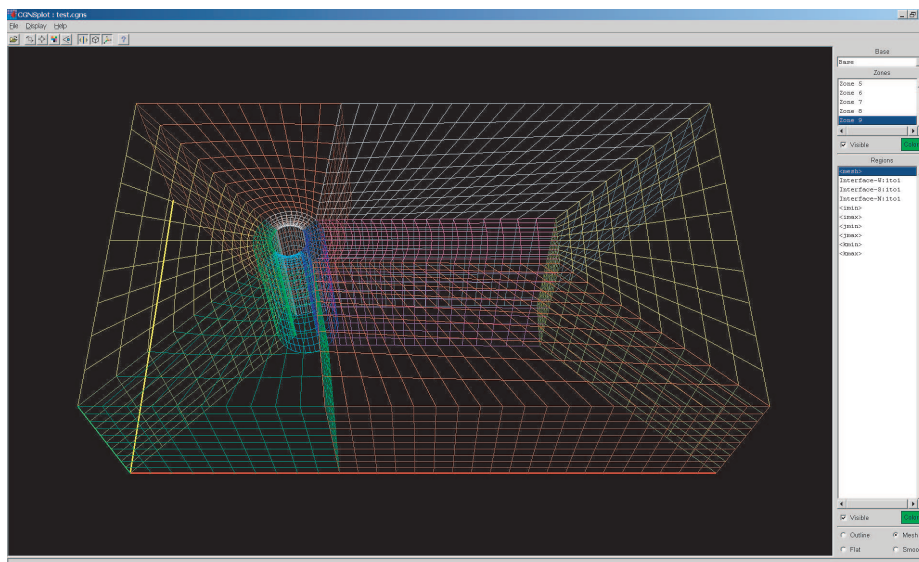 CGNSplot : test.cgns
File Display Help
?
Base
Base
Zones
Zone 5
Zone 6
Zone 7
Zone 8
Zone 9
Visible
Regions
<mesh>
Interface-W:1to1
Interface-S:1to1
Interface-N:1to1
<imin>
<imax>
<jmin>
<jmax>
<kmin>
<kmax>
Visible
Outline Mesh
Flat